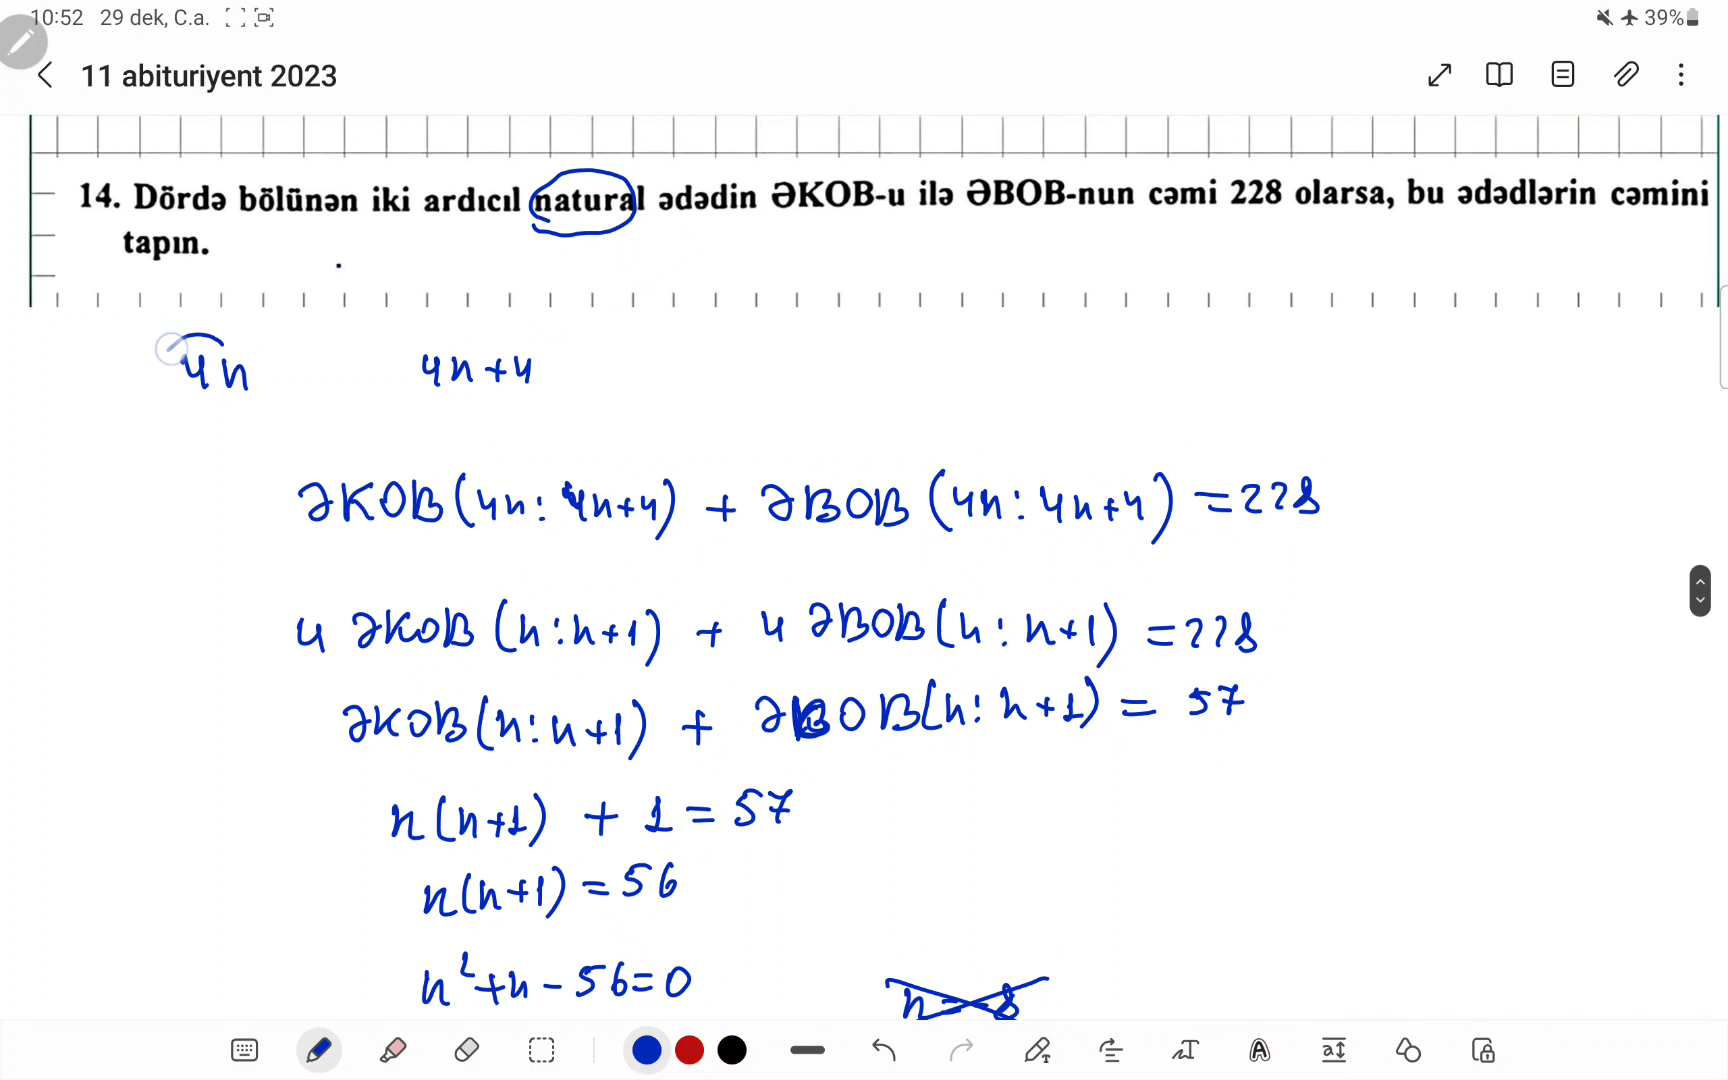 10:52 29 dek, C.a. 39%
11 abituriyent 2023
14. Dördə bölünən iki ardıcıl natural ədədin ƏKOB-u ilə ƏBOB-nun cəmi 228 olarsa, bu ədədlərin cəmini
tapın.
4n 4n+4
ƏKOB(4n:4n+4) + ƏBOB(4n:4n+4) = 228
4 ƏKOB(n:n+1) + 4 ƏBOB(n:n+1) = 228
ƏKOB(n:n+1) + ƏBOB(n:n+1) = 57
n(n+1) + 1 = 57
n(n+1) = 56
n²+n-56=0 n=-8